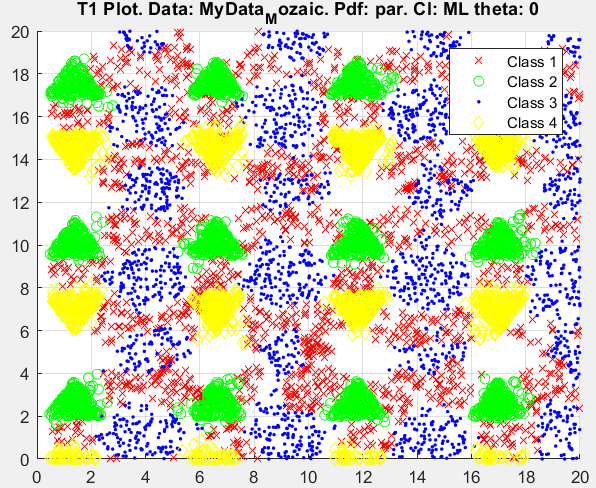 T1 Plot. Data: MyData_Mozaic. Pdf: par. Cl: ML theta: 0
20
18
16
14
12
10
8
6
4
2
0
0 2 4 6 8 10 12 14 16 18 20
Class 1
Class 2
Class 3
Class 4